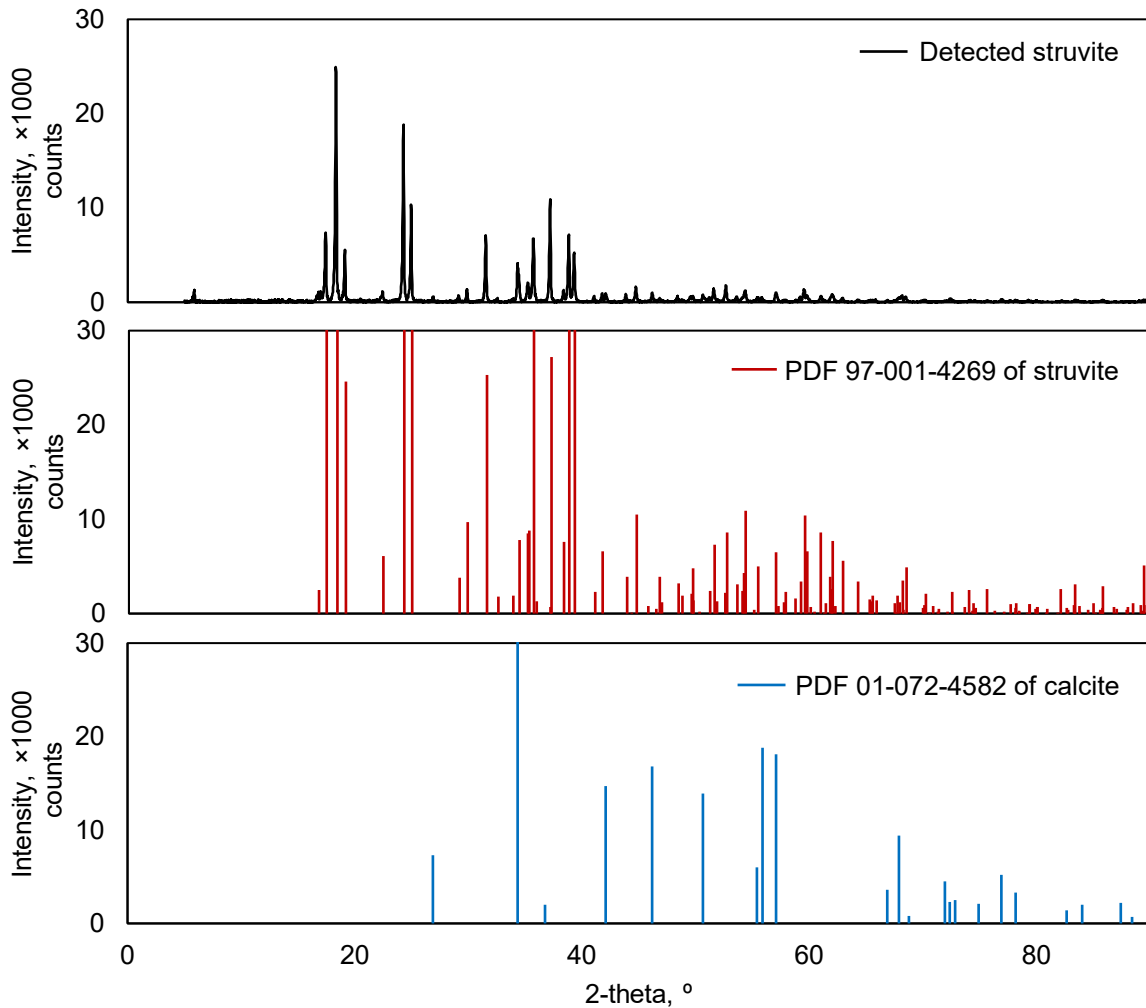 30
20
10
0
Intensity, ×1000
counts
Detected struvite
30
20
10
0
Intensity, ×1000
counts
PDF 97-001-4269 of struvite
30
20
10
0
Intensity, ×1000
counts
PDF 01-072-4582 of calcite
0 20 40 60 80
2-theta, º